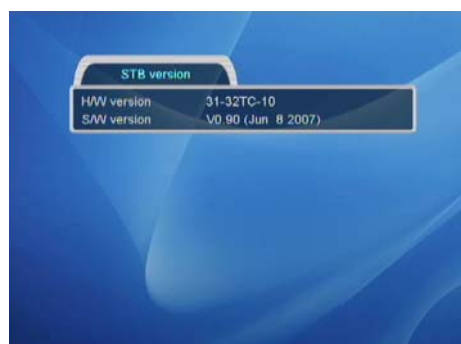 STB version
H/W version 31-32TC-10
S/W version V0.90 (Jun 8 2007)